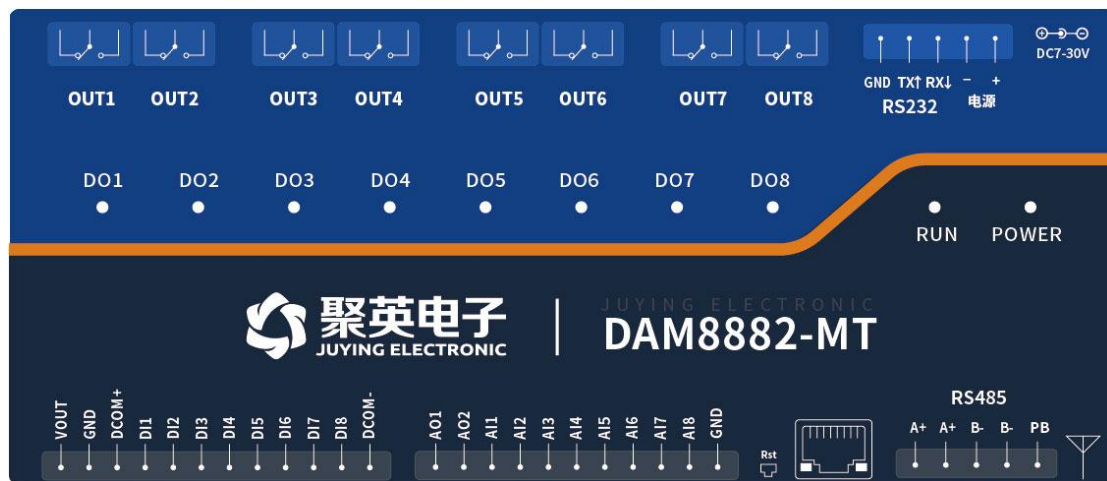 OUT1 OUT2 OUT3 OUT4 OUT5 OUT6 OUT7 OUT8
GND TX↑ RX↓ − +
RS232 电源
DC7-30V
DO1 DO2 DO3 DO4 DO5 DO6 DO7 DO8
RUN POWER
聚英电子
JUYING ELECTRONIC
JUYING ELECTRONIC
DAM8882-MT
VOUT GND DCOM+ DI1 DI2 DI3 DI4 DI5 DI6 DI7 DI8 DCOM-
AO1 AO2 AI1 AI2 AI3 AI4 AI5 AI6 AI7 AI8 GND
Rst
RS485
A+ A+ B- B- PB